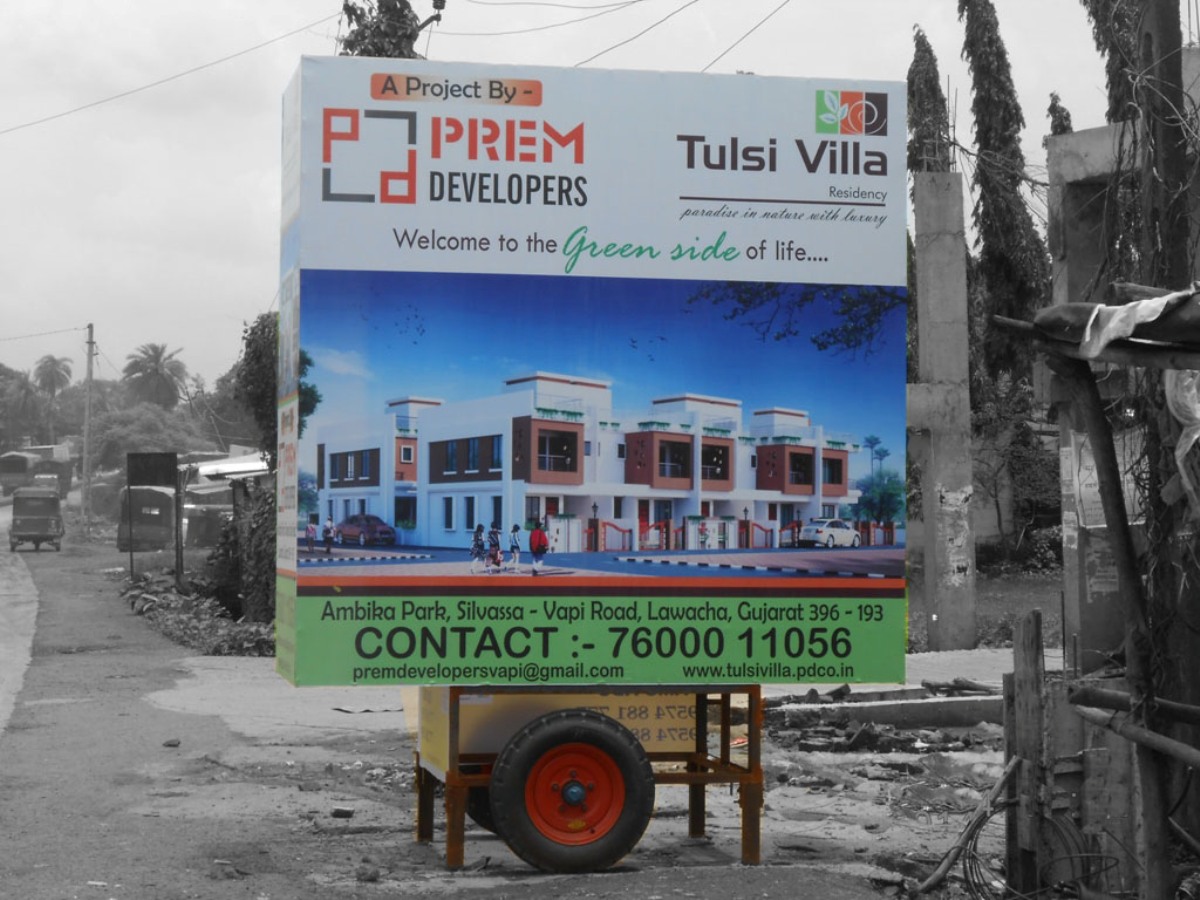 A Project By -
PREM
DEVELOPERS
Tulsi Villa
Residency
paradise in nature with luxury
Welcome to the Green side of life....
Ambika Park, Silvassa - Vapi Road, Lawacha, Gujarat 396 - 193
CONTACT :- 76000 11056
premdevelopersvapi@gmail.com
www.tulsivilla.pdco.in